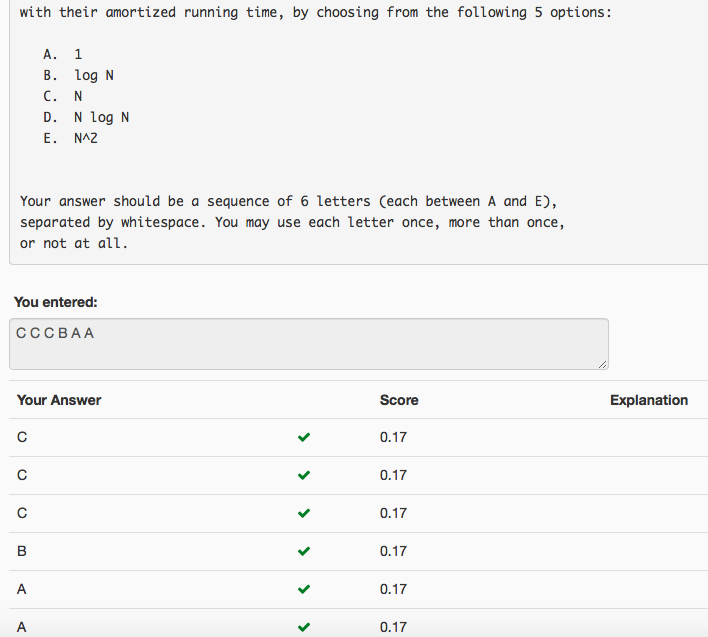 with their amortized running time, by choosing from the following 5 options:
A. 1
B. log N
C. N
D. N log N
E. N^2
Your answer should be a sequence of 6 letters (each between A and E),
separated by whitespace. You may use each letter once, more than once,
or not at all.
You entered:
C C C B A A
Your Answer Score Explanation
C 0.17
C 0.17
C 0.17
B 0.17
A 0.17
A 0.17